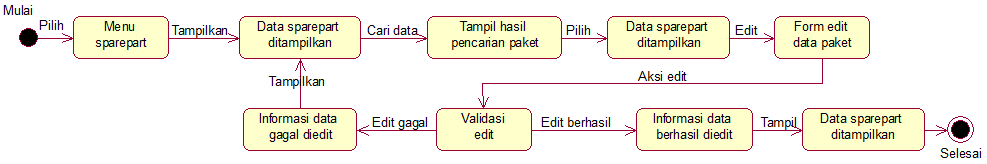 Mulai
Pilih
Menu
sparepart
Tampilkan
Data sparepart
ditampilkan
Cari data
Tampil hasil
pencarian paket
Pilih
Data sparepart
ditampilkan
Edit
Form edit
data paket
Aksi edit
Tampilkan
Informasi data
gagal diedit
Edit gagal
Validasi
edit
Edit berhasil
Informasi data
berhasil diedit
Tampil
Data sparepart
ditampilkan
Selesai